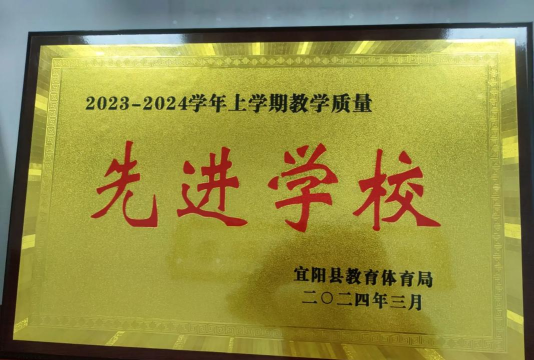 2023-2024学年上学期教学质量
先进学校
宜阳县教育体育局
二〇二四年三月